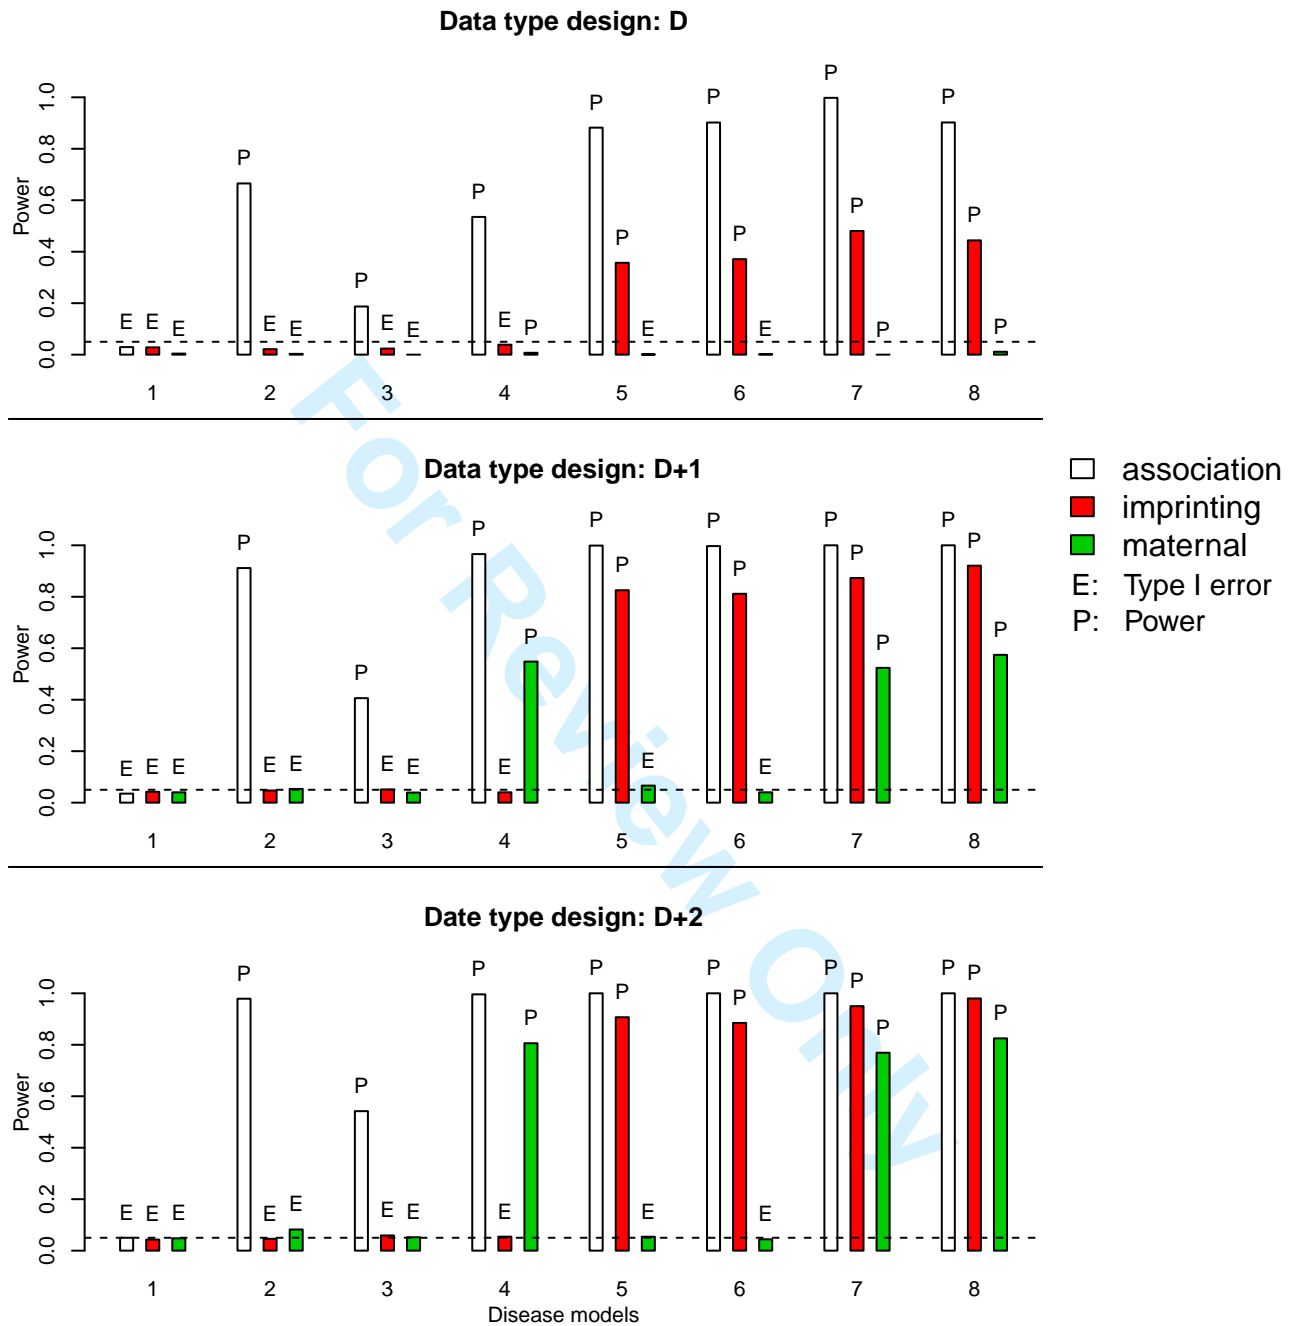 Data type design: D
Power
0.0 0.2 0.4 0.6 0.8 1.0
E E E P E E P E E P E P P P E P P E P P P P P P
1 2 3 4 5 6 7 8
Data type design: D+1
Power
0.0 0.2 0.4 0.6 0.8 1.0
E E E P E E P E E P E P P P E P P E P P P P P P
1 2 3 4 5 6 7 8
association
imprinting
maternal
E: Type I error
P: Power
Date type design: D+2
Power
0.0 0.2 0.4 0.6 0.8 1.0
E E E P E E P E E P E P P P E P P E P P P P P P
1 2 3 4 5 6 7 8
Disease models
For Review Only